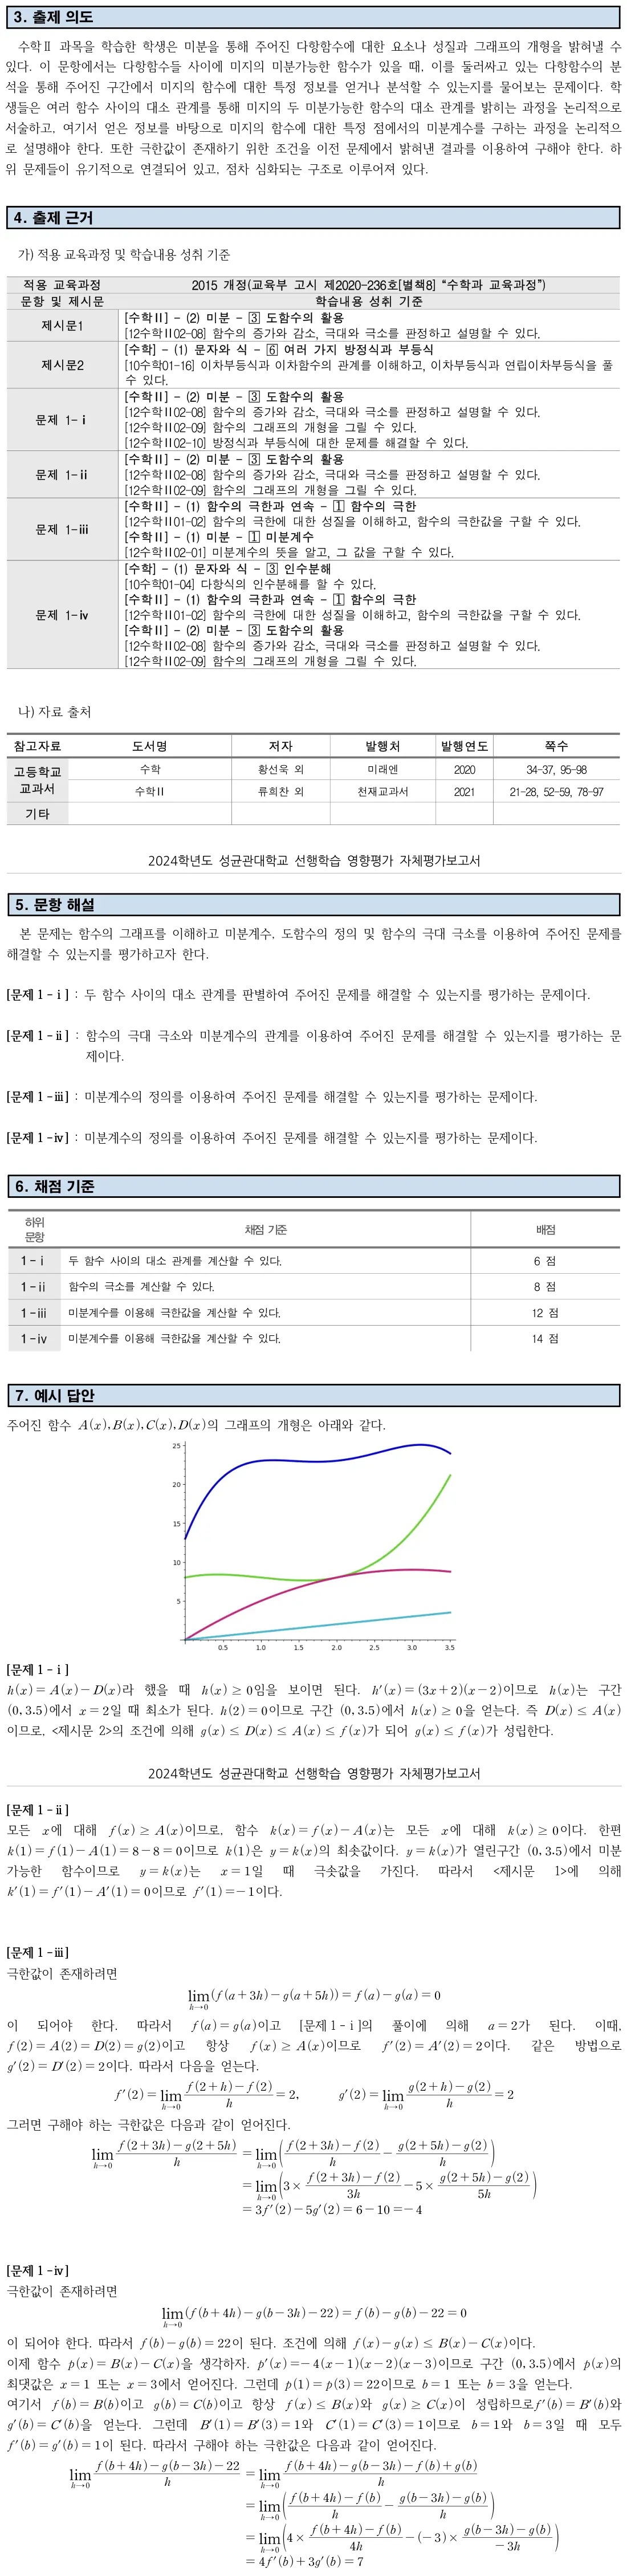 3. 출제 의도
수학Ⅱ 과목을 학습한 학생은 미분을 통해 주어진 다항함수에 대한 요소나 성질과 그래프의 개형을 밝혀낼 수
있다. 이 문항에서는 다항함수들 사이에 미지의 미분가능한 함수가 있을 때, 이를 둘러싸고 있는 다항함수의 분
석을 통해 주어진 구간에서 미지의 함수에 대한 특정 정보를 얻거나 분석할 수 있는지를 물어보는 문제이다. 학
생들은 여러 함수 사이의 대소 관계를 통해 미지의 두 미분가능한 함수의 대소 관계를 밝히는 과정을 논리적으로
서술하고, 여기서 얻은 정보를 바탕으로 미지의 함수에 대한 특정 점에서의 미분계수를 구하는 과정을 논리적으
로 설명해야 한다. 또한 극한값이 존재하기 위한 조건을 이전 문제에서 밝혀낸 결과를 이용하여 구해야 한다. 하
위 문제들이 유기적으로 연결되어 있고, 점차 심화되는 구조로 이루어져 있다.
4. 출제 근거
가) 적용 교육과정 및 학습내용 성취 기준
적용 교육과정 2015 개정(교육부 고시 제2020-236호[별책8] “수학과 교육과정”)
문항 및 제시문 학습내용 성취 기준
제시문1
[수학Ⅱ] - (2) 미분 - ③ 도함수의 활용
[12수학Ⅱ02-08] 함수의 증가와 감소, 극대와 극소를 판정하고 설명할 수 있다.
제시문2
[수학] - (1) 문자와 식 - ⑥ 여러 가지 방정식과 부등식
[10수학01-16] 이차부등식과 이차함수의 관계를 이해하고, 이차부등식과 연립이차부등식을 풀
수 있다.
문제 1-ⅰ
[수학Ⅱ] - (2) 미분 - ③ 도함수의 활용
[12수학Ⅱ02-08] 함수의 증가와 감소, 극대와 극소를 판정하고 설명할 수 있다.
[12수학Ⅱ02-09] 함수의 그래프의 개형을 그릴 수 있다.
[12수학Ⅱ02-10] 방정식과 부등식에 대한 문제를 해결할 수 있다.
문제 1-ⅱ
[수학Ⅱ] - (2) 미분 - ③ 도함수의 활용
[12수학Ⅱ02-08] 함수의 증가와 감소, 극대와 극소를 판정하고 설명할 수 있다.
[12수학Ⅱ02-09] 함수의 그래프의 개형을 그릴 수 있다.
문제 1-ⅲ
[수학Ⅱ] - (1) 함수의 극한과 연속 - ① 함수의 극한
[12수학Ⅱ01-02] 함수의 극한에 대한 성질을 이해하고, 함수의 극한값을 구할 수 있다.
[수학Ⅱ] - (1) 미분 - ① 미분계수
[12수학Ⅱ02-01] 미분계수의 뜻을 알고, 그 값을 구할 수 있다.
문제 1-ⅳ
[수학] - (1) 문자와 식 - ③ 인수분해
[10수학01-04] 다항식의 인수분해를 할 수 있다.
[수학Ⅱ] - (1) 함수의 극한과 연속 - ① 함수의 극한
[12수학Ⅱ01-02] 함수의 극한에 대한 성질을 이해하고, 함수의 극한값을 구할 수 있다.
[수학Ⅱ] - (2) 미분 - ③ 도함수의 활용
[12수학Ⅱ02-08] 함수의 증가와 감소, 극대와 극소를 판정하고 설명할 수 있다.
[12수학Ⅱ02-09] 함수의 그래프의 개형을 그릴 수 있다.
나) 자료 출처
참고자료 도서명 저자 발행처 발행연도 쪽수
고등학교 교과서 수학 황선욱 외 미래엔 2020 34-37, 95-98
수학Ⅱ 류희찬 외 천재교과서 2021 21-28, 52-59, 78-97
기타
2024학년도 성균관대학교 선행학습 영향평가 자체평가보고서
5. 문항 해설
본 문제는 함수의 그래프를 이해하고 미분계수, 도함수의 정의 및 함수의 극대 극소를 이용하여 주어진 문제를
해결할 수 있는지를 평가하고자 한다.
[문제 1 - ⅰ] : 두 함수 사이의 대소 관계를 판별하여 주어진 문제를 해결할 수 있는지를 평가하는 문제이다.
[문제 1 - ⅱ] : 함수의 극대 극소와 미분계수의 관계를 이용하여 주어진 문제를 해결할 수 있는지를 평가하는 문
제이다.
[문제 1 - ⅲ] : 미분계수의 정의를 이용하여 주어진 문제를 해결할 수 있는지를 평가하는 문제이다.
[문제 1 - ⅳ] : 미분계수의 정의를 이용하여 주어진 문제를 해결할 수 있는지를 평가하는 문제이다.
6. 채점 기준
하위 문항 채점 기준 배점
1 - ⅰ 두 함수 사이의 대소 관계를 계산할 수 있다. 6 점
1 - ⅱ 함수의 극소를 계산할 수 있다. 8 점
1 - ⅲ 미분계수를 이용해 극한값을 계산할 수 있다. 12 점
1 - ⅳ 미분계수를 이용해 극한값을 계산할 수 있다. 14 점
7. 예시 답안
주어진 함수 A(x), B(x), C(x), D(x)의 그래프의 개형은 아래와 같다.
25
20
15
10
5
0.5 1.0 1.5 2.0 2.5 3.0 3.5
[문제 1 - ⅰ]
h(x) = A(x) - D(x)라 했을 때 h(x) ≥ 0임을 보이면 된다. h′(x) = (3x+2)(x-2)이므로 h(x)는 구간
(0, 3.5)에서 x = 2일 때 최소가 된다. h(2) = 0이므로 구간 (0, 3.5)에서 h(x) ≥ 0을 얻는다. 즉 D(x) ≤ A(x)
이므로, <제시문 2>의 조건에 의해 g(x) ≤ D(x) ≤ A(x) ≤ f(x)가 되어 g(x) ≤ f(x)가 성립한다.
2024학년도 성균관대학교 선행학습 영향평가 자체평가보고서
[문제 1 - ⅱ]
모든 x에 대해 f(x) ≥ A(x)이므로, 함수 k(x) = f(x) - A(x)는 모든 x에 대해 k(x) ≥ 0이다. 한편
k(1) = f(1) - A(1) = 8 - 8 = 0이므로 k(1)은 y = k(x)의 최솟값이다. y = k(x)가 열린구간 (0, 3.5)에서 미분
가능한 함수이므로 y = k(x)는 x = 1일 때 극솟값을 가진다. 따라서 <제시문 1>에 의해
k′(1) = f′(1) - A′(1) = 0이므로 f′(1) = -1이다.
[문제 1 - ⅲ]
극한값이 존재하려면
lim_{h→0} (f(a+3h) - g(a+5h)) = f(a) - g(a) = 0
이 되어야 한다. 따라서 f(a) = g(a)이고 [문제 1 - ⅰ]의 풀이에 의해 a = 2가 된다. 이때,
f(2) = A(2) = D(2) = g(2)이고 항상 f(x) ≥ A(x)이므로 f′(2) = A′(2) = 2이다. 같은 방법으로
g′(2) = D′(2) = 2이다. 따라서 다음을 얻는다.
f′(2) = lim_{h→0} (f(2+h) - f(2))/h = 2, g′(2) = lim_{h→0} (g(2+h) - g(2))/h = 2
그러면 구해야 하는 극한값은 다음과 같이 얻어진다.
lim_{h→0} (f(2+3h) - g(2+5h))/h = lim_{h→0} ((f(2+3h) - f(2))/h - (g(2+5h) - g(2))/h)
= lim_{h→0} (3 × (f(2+3h) - f(2))/3h - 5 × (g(2+5h) - g(2))/5h)
= 3f′(2) - 5g′(2) = 6 - 10 = -4
[문제 1 - ⅳ]
극한값이 존재하려면
lim_{h→0} (f(b+4h) - g(b-3h) - 22) = f(b) - g(b) - 22 = 0
이 되어야 한다. 따라서 f(b) - g(b) = 22이 된다. 조건에 의해 f(x) - g(x) ≤ B(x) - C(x)이다.
이제 함수 p(x) = B(x) - C(x)을 생각하자. p′(x) = -4(x-1)(x-2)(x-3)이므로 구간 (0, 3.5)에서 p(x)의
최댓값은 x = 1 또는 x = 3에서 얻어진다. 그런데 p(1) = p(3) = 22이므로 b = 1 또는 b = 3을 얻는다.
여기서 f(b) = B(b)이고 g(b) = C(b)이고 항상 f(x) ≤ B(x)와 g(x) ≥ C(x)이 성립하므로 f′(b) = B′(b)와
g′(b) = C′(b)을 얻는다. 그런데 B′(1) = B′(3) = 1와 C′(1) = C′(3) = 1이므로 b = 1와 b = 3일 때 모두
f′(b) = g′(b) = 1이 된다. 따라서 구해야 하는 극한값은 다음과 같이 얻어진다.
lim_{h→0} (f(b+4h) - g(b-3h) - 22)/h = lim_{h→0} (f(b+4h) - g(b-3h) - f(b) + g(b))/h
= lim_{h→0} ((f(b+4h) - f(b))/h - (g(b-3h) - g(b))/h)
= lim_{h→0} (4 × (f(b+4h) - f(b))/4h - (-3) × (g(b-3h) - g(b))/-3h)
= 4f′(b) + 3g′(b) = 7